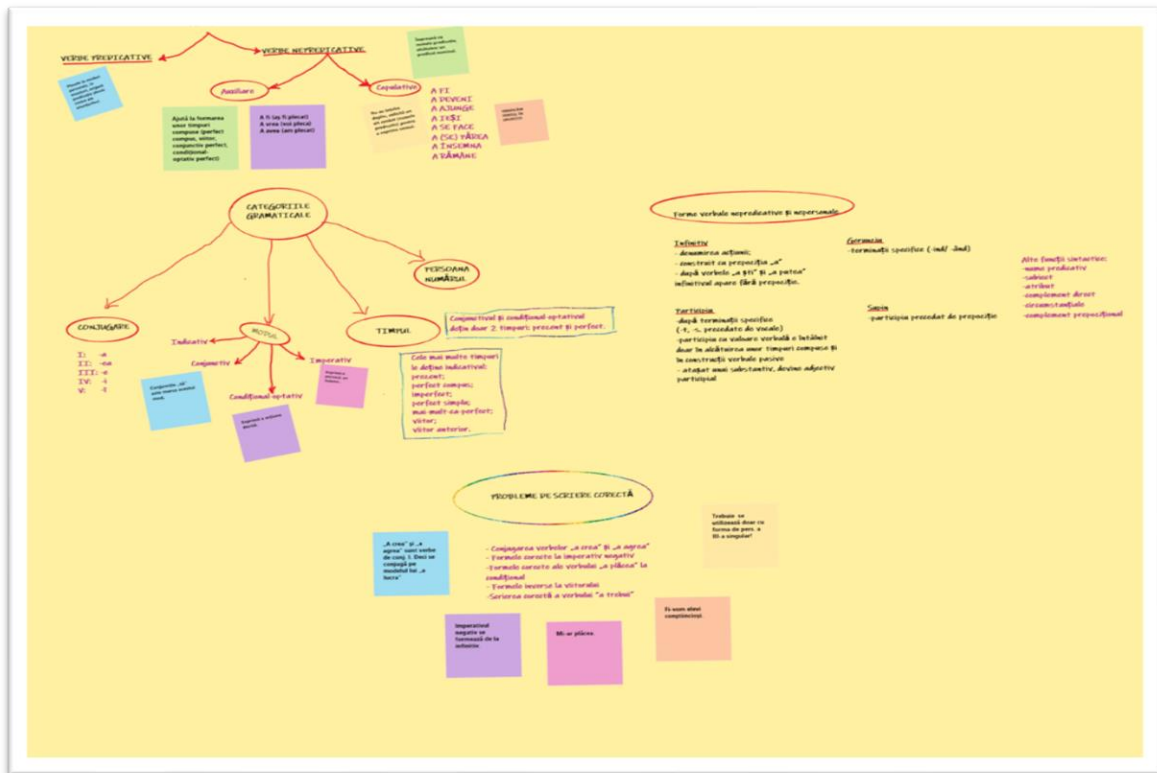 VERBE PREDICATIVE
VERBE NEPREDICATIVE
Auxiliare
Copulative
Ajută la formarea
unor timpuri
compuse (perfect
compus, viitor,
conjunctiv perfect,
condițional-
optativ perfect)
A fi (aș fi plecat)
A vrea (voi pleca)
A avea (am plecat)
A FI
A DEVENI
A AJUNGE
A IEȘI
A SE FACE
A (SE) PĂREA
A ÎNSEMNA
A RĂMÂNE
CATEGORIILE
GRAMATICALE
CONJUGARE
I: -a
II: -ea
III: -e
IV: -i
V: -î
MODUL
Indicativ
Conjunctiv
Condițional-optativ
Imperativ
Conjuncția „să”
TIMPUL
PERSOANA
NUMĂRUL
Conjunctivul și condițional-optativul
dețin doar 2 timpuri: prezent și perfect.
Cele mai multe timpuri
le deține indicativul:
prezent;
perfect compus;
imperfect;
perfect simplu;
mai-mult-ca-perfect;
viitor;
viitor anterior.
Forme verbale nepredicative și nepersonale
Infinitiv
- denumirea acțiunii;
- construit cu prepoziția „a”
- după verbele „a ști” și „a putea”
infinitivul apare fără prepoziție.
Gerunziu
-terminații specifice (-ind/ -ând)
Participiu
-după terminații specifice
(-t, -s, precedate de vocale)
-participiu cu valoare verbală e întâlnit
doar în alcătuirea unor timpuri compuse și
în construcții verbale pasive
- atașat unui substantiv, devine adjectiv
participial
Supin
-participiu precedat de prepoziție
Alte funcții sintactice:
-nume predicativ
-subiect
-atribut
-complement direct
-circumstanțiale
-complement prepozițional
PROBLEME DE SCRIERE CORECTĂ
„A crea” și „a
agrea” sunt verbe
de conj. I. Deci se
conjugă pe
modelul lui „a
lucra”
- Conjugarea verbelor „a crea” și „a agrea”
- Formele corecte la imperativ negativ
-Formele corecte ale verbului „a plăcea” la
condițional
- Formele inverse la viitorului
-Scrierea corectă a verbului "a trebui"
Trebuie se
utilizează doar cu
forma de pers. a
III-a singular!
Imperativul
negativ se
formează de la
infinitiv
Mi-ar plăcea.
Fi-vom elevi
conștiincioși.